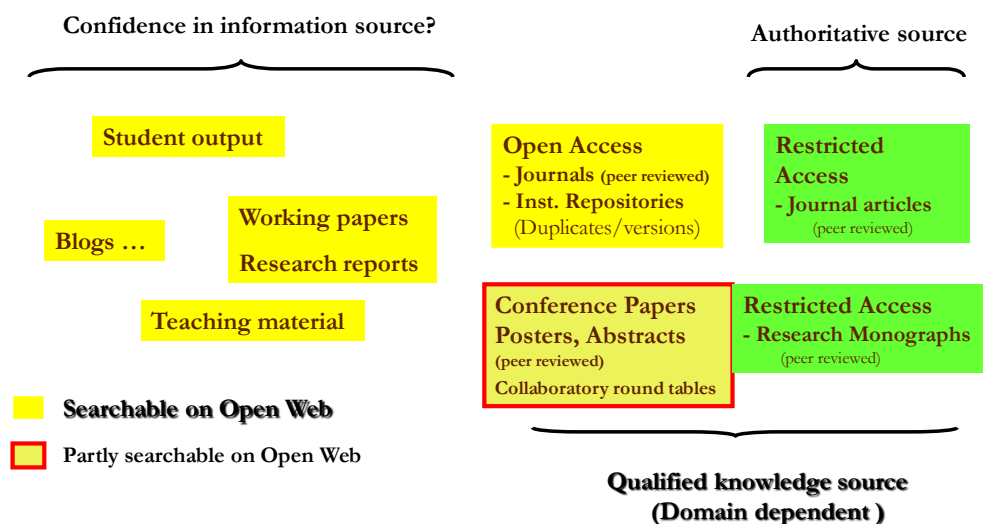 Confidence in information source?
Authoritative source
Student output
Blogs …
Working papers
Research reports
Teaching material
Open Access
- Journals (peer reviewed)
- Inst. Repositories
(Duplicates/versions)
Restricted
Access
- Journal articles
(peer reviewed)
Conference Papers
Posters, Abstracts
(peer reviewed)
Collaboratory round tables
Restricted Access
- Research Monographs
(peer reviewed)
Searchable on Open Web
Partly searchable on Open Web
Qualified knowledge source
(Domain dependent )